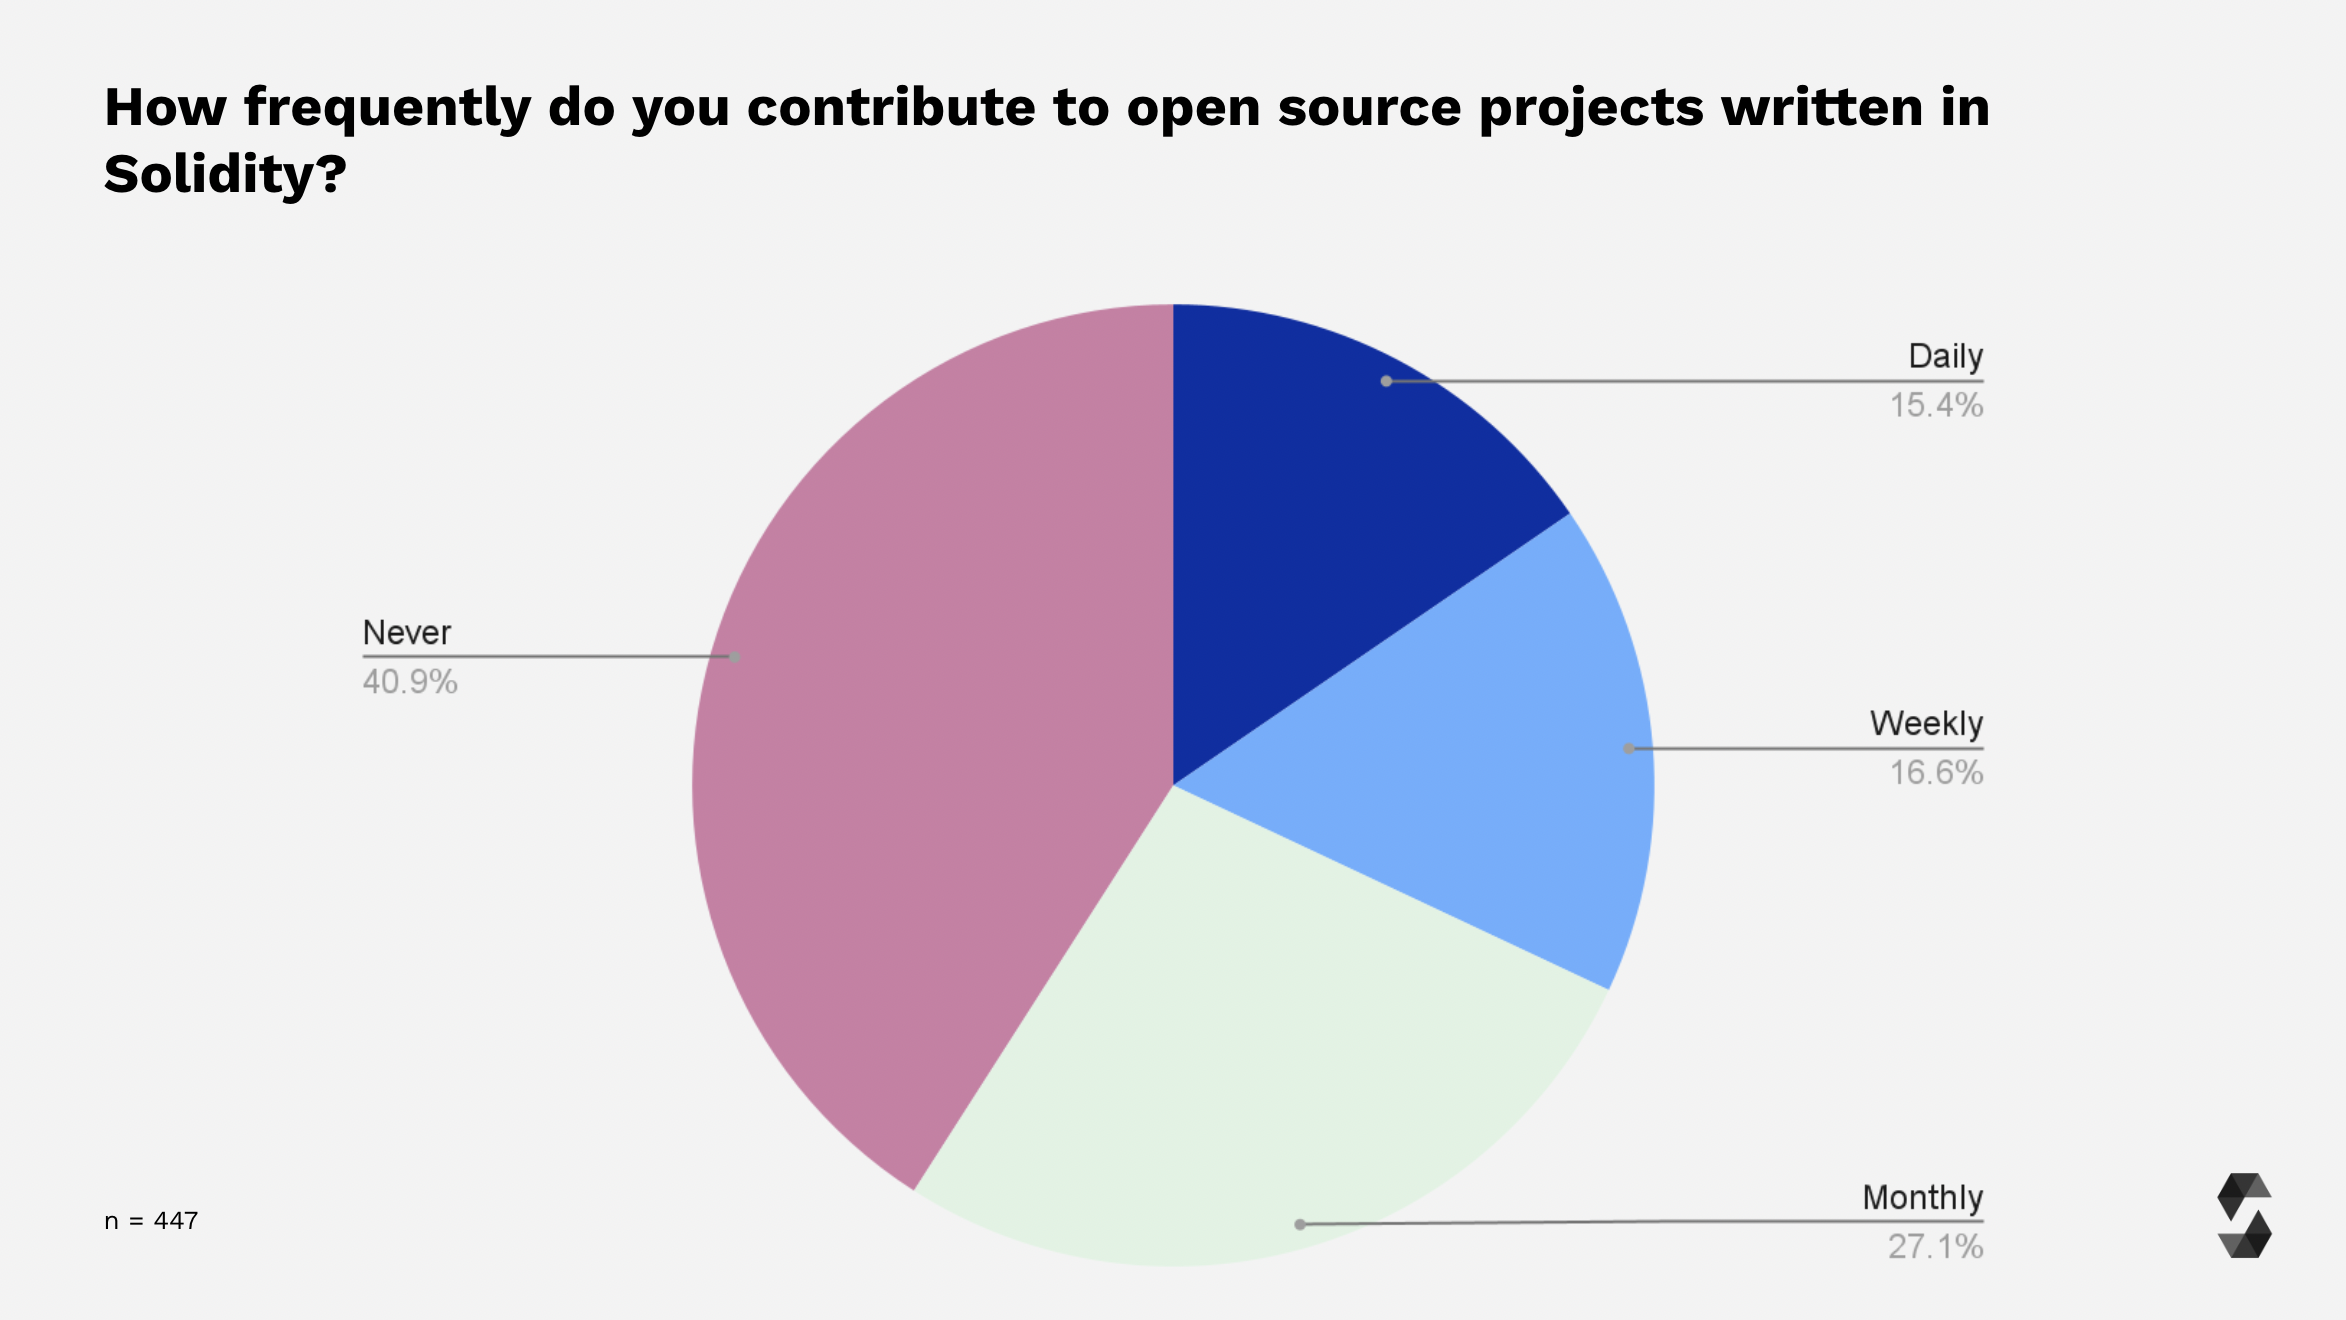 How frequently do you contribute to open source projects written in
Solidity?
Daily
15.4%
Never
40.9%
Weekly
16.6%
Monthly
27.1%
n = 447